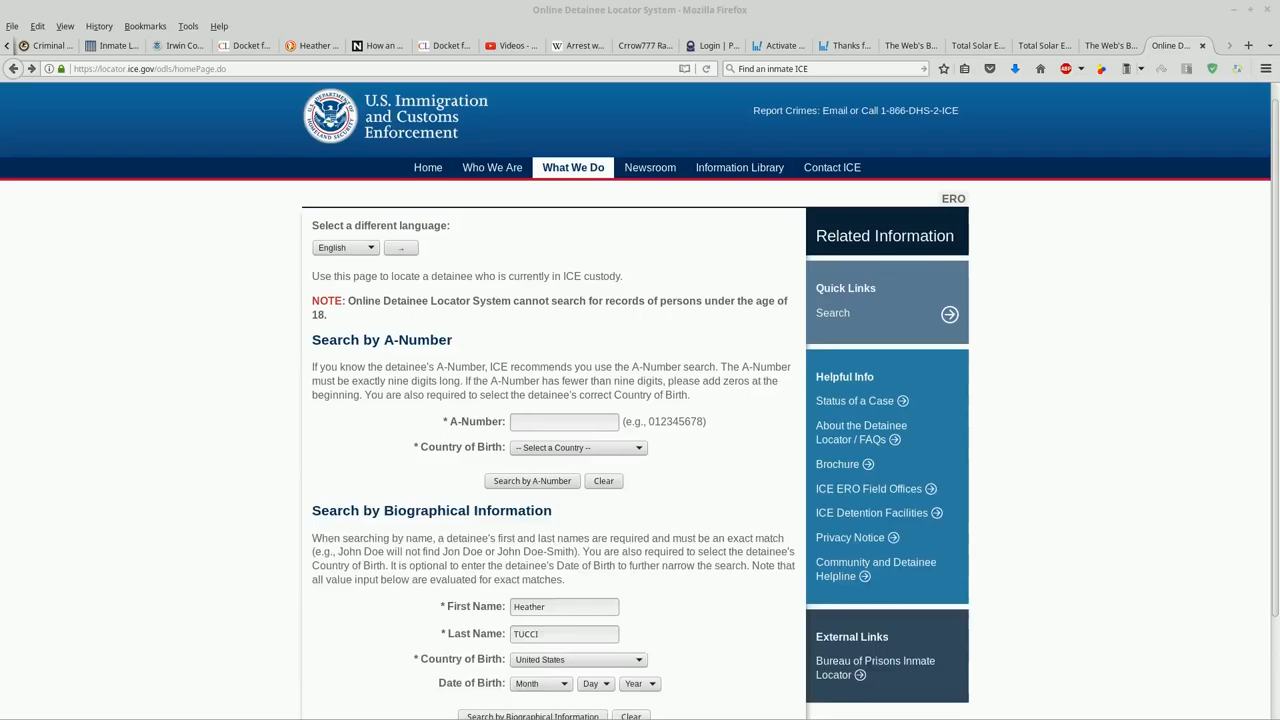 Online Detainee Locator System - Mozilla Firefox
File Edit View History Bookmarks Tools Help
Criminal ... Inmate L... Irwin Co... Docket f... Heather ... How an ... Docket f... Videos - ... Arrest w... Crrow777 Ra... Login | P... Activate ... Thanks f... The Web's B... Total Solar E... Total Solar E... The Web's B... Online D...
https://locator.ice.gov/odls/homePage.do
Find an inmate ICE
U.S. Immigration
and Customs
Enforcement
Report Crimes: Email or Call 1-866-DHS-2-ICE
Home Who We Are What We Do Newsroom Information Library Contact ICE
ERO
Select a different language:
English
Use this page to locate a detainee who is currently in ICE custody.
NOTE: Online Detainee Locator System cannot search for records of persons under the age of
18.
Search by A-Number
If you know the detainee's A-Number, ICE recommends you use the A-Number search. The A-Number
must be exactly nine digits long. If the A-Number has fewer than nine digits, please add zeros at the
beginning. You are also required to select the detainee's correct Country of Birth.
* A-Number: (e.g., 012345678)
* Country of Birth: -- Select a Country --
Search by A-Number Clear
Search by Biographical Information
When searching by name, a detainee's first and last names are required and must be an exact match
(e.g., John Doe will not find Jon Doe or John Doe-Smith). You are also required to select the detainee's
Country of Birth. It is optional to enter the detainee's Date of Birth to further narrow the search. Note that
all value input below are evaluated for exact matches.
* First Name: Heather
* Last Name: TUCCI
* Country of Birth: United States
Date of Birth: Month Day Year
Search by Biographical Information Clear
Related Information
Quick Links
Search
Helpful Info
Status of a Case
About the Detainee
Locator / FAQs
Brochure
ICE ERO Field Offices
ICE Detention Facilities
Privacy Notice
Community and Detainee
Helpline
External Links
Bureau of Prisons Inmate
Locator